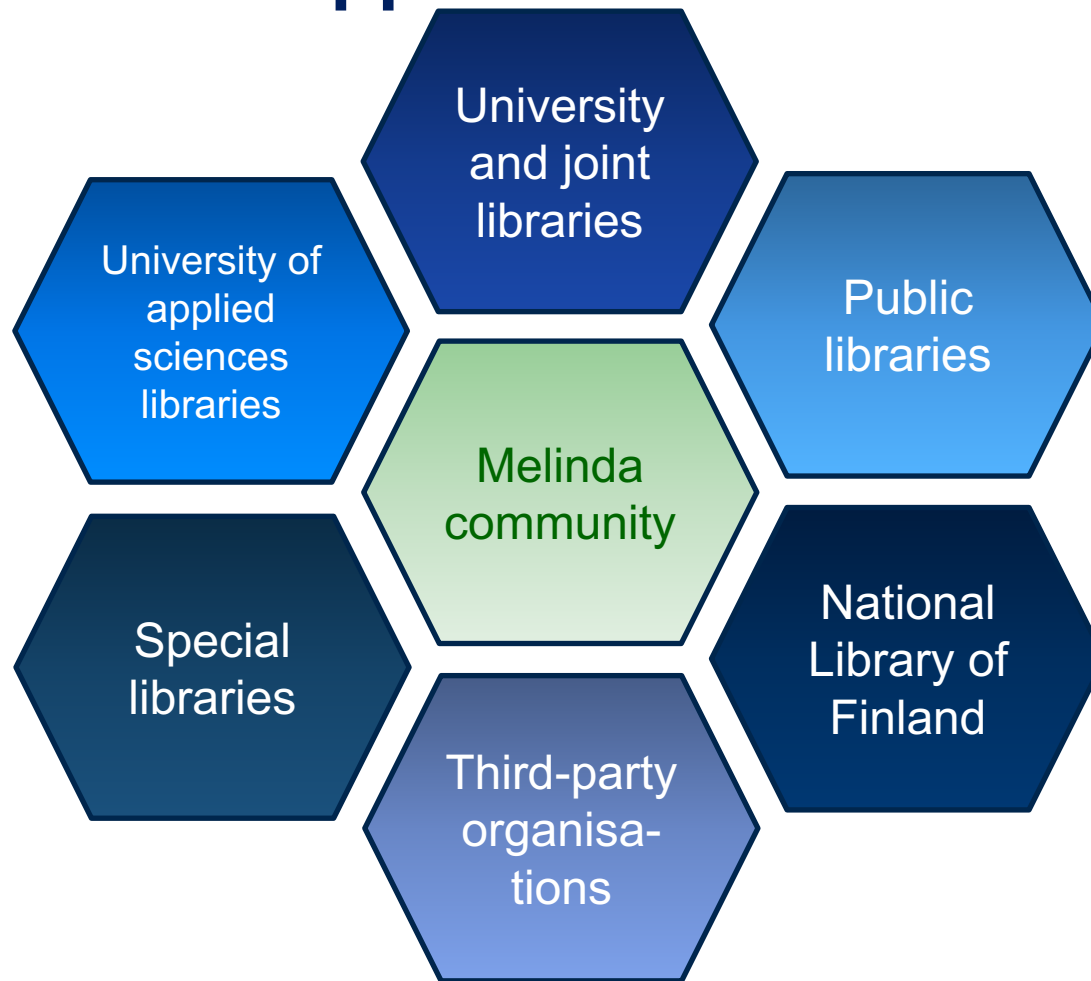 University
and joint
libraries
University of
applied
sciences
libraries
Public
libraries
Melinda
community
Special
libraries
National
Library of
Finland
Third-party
organisa-
tions